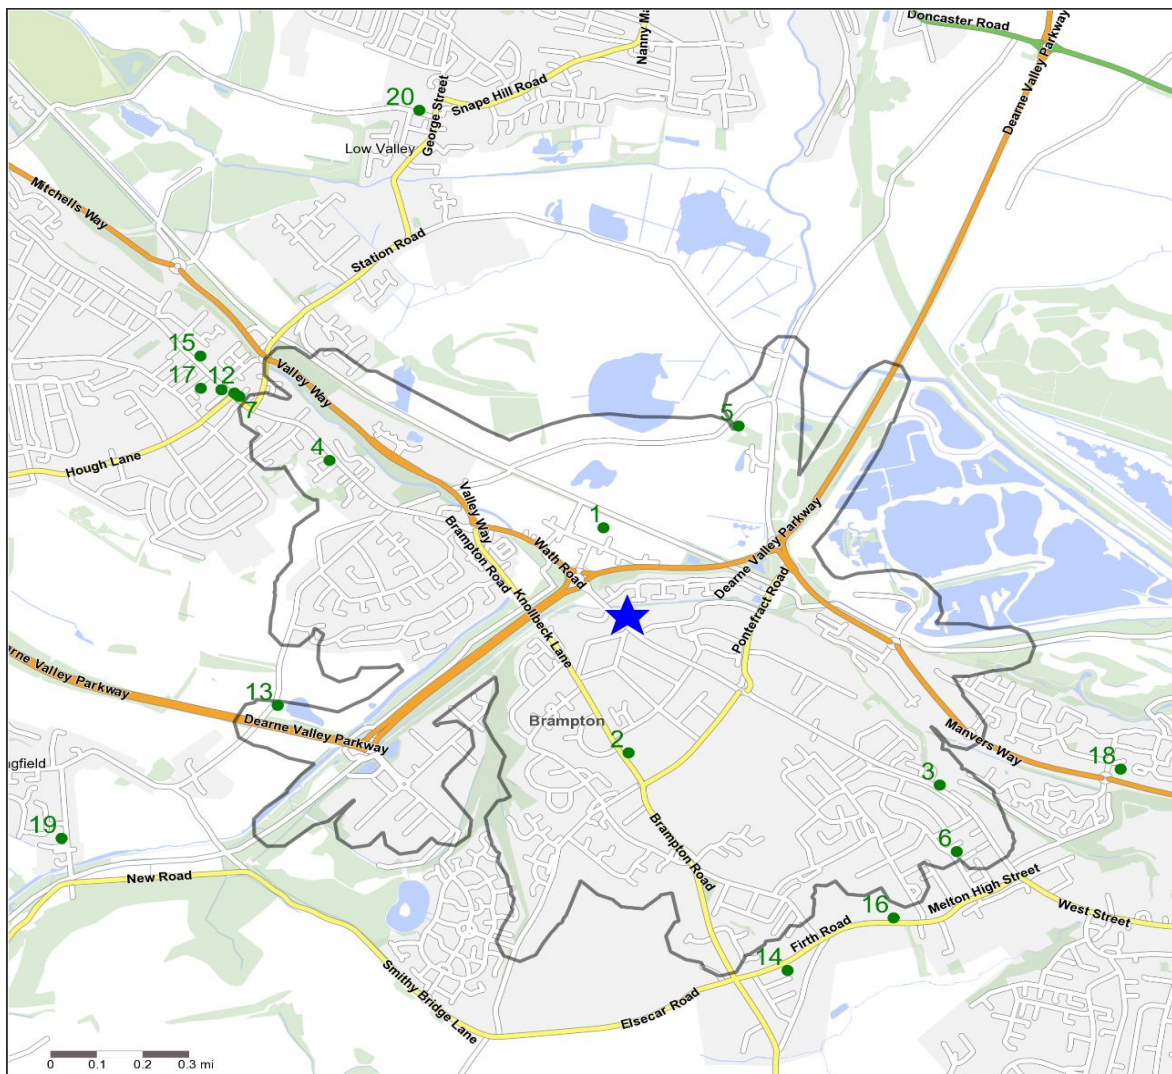 Doncaster Road
Nanny Ma
Dearne Valley Parkway
20
Snape Hill Road
George Street
Low Valley
Mitchells Way
Station Road
15
17
12
7
Valley Way
5
4
Hough Lane
Valley Way
1
Brampton Road
Wath Road
Dearne Valley Parkway
Knollbeck Lane
Pontefract Road
arne Valley Parkway
13
Dearne Valley Parkway
Brampton
2
Manvers Way
18
ngfield
3
19
6
Brampton Road
New Road
Melton High Street
16
West Street
Firth Road
14
Smithy Bridge Lane
Elsecar Road
0 0.1 0.2 0.3 mi